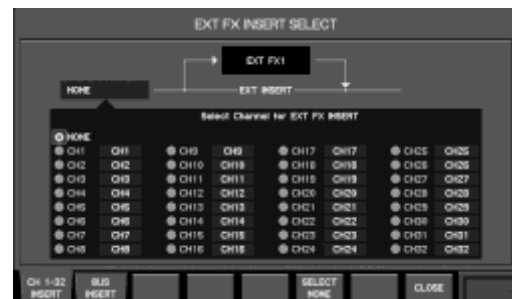 EXT FX INSERT SELECT
EXT FX1
NONE
EXT INSERT
Select Channel for EXT FX INSERT
NONE
CH1 CH1 CH9 CH9 CH17 CH17 CH25 CH25
CH2 CH2 CH10 CH10 CH18 CH18 CH26 CH26
CH3 CH3 CH11 CH11 CH19 CH19 CH27 CH27
CH4 CH4 CH12 CH12 CH20 CH20 CH28 CH28
CH5 CH5 CH13 CH13 CH21 CH21 CH29 CH29
CH6 CH6 CH14 CH14 CH22 CH22 CH30 CH30
CH7 CH7 CH15 CH15 CH23 CH23 CH31 CH31
CH8 CH8 CH16 CH16 CH24 CH24 CH32 CH32
CH 1-32 INSERT
BUS INSERT
SELECT NONE
CLOSE